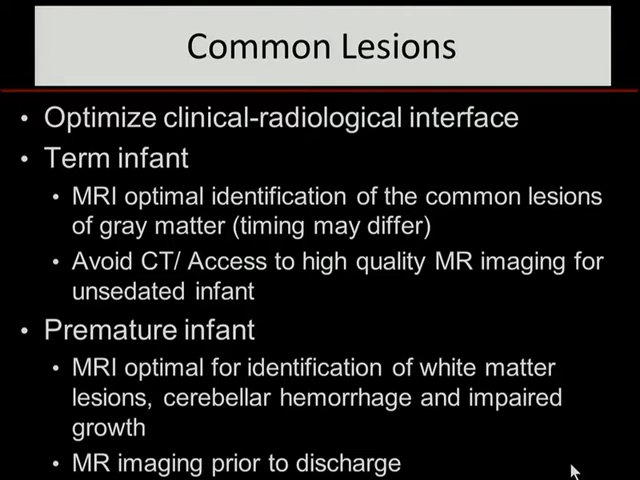 Common Lesions
• Optimize clinical-radiological interface
• Term infant
• MRI optimal identification of the common lesions
of gray matter (timing may differ)
• Avoid CT/ Access to high quality MR imaging for
unsedated infant
• Premature infant
• MRI optimal for identification of white matter
lesions, cerebellar hemorrhage and impaired
growth
• MR imaging prior to discharge